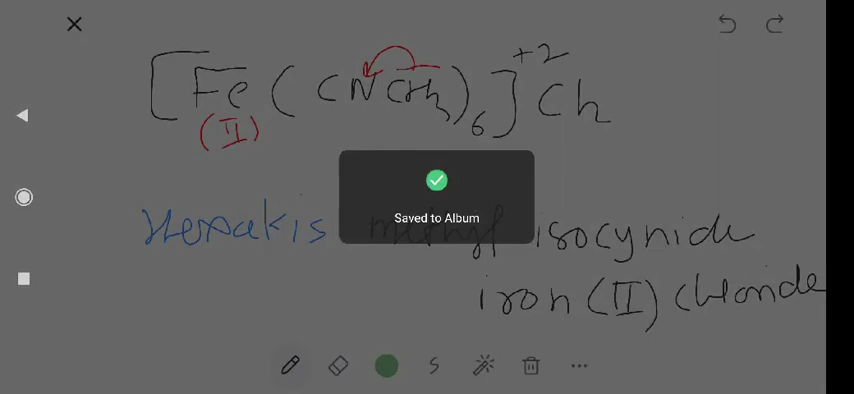 [Fe(CNCH₃)₆]⁺² Cl₂
(II)
Saved to Album
Hexakis methyl isocynide
iron (II) chloride